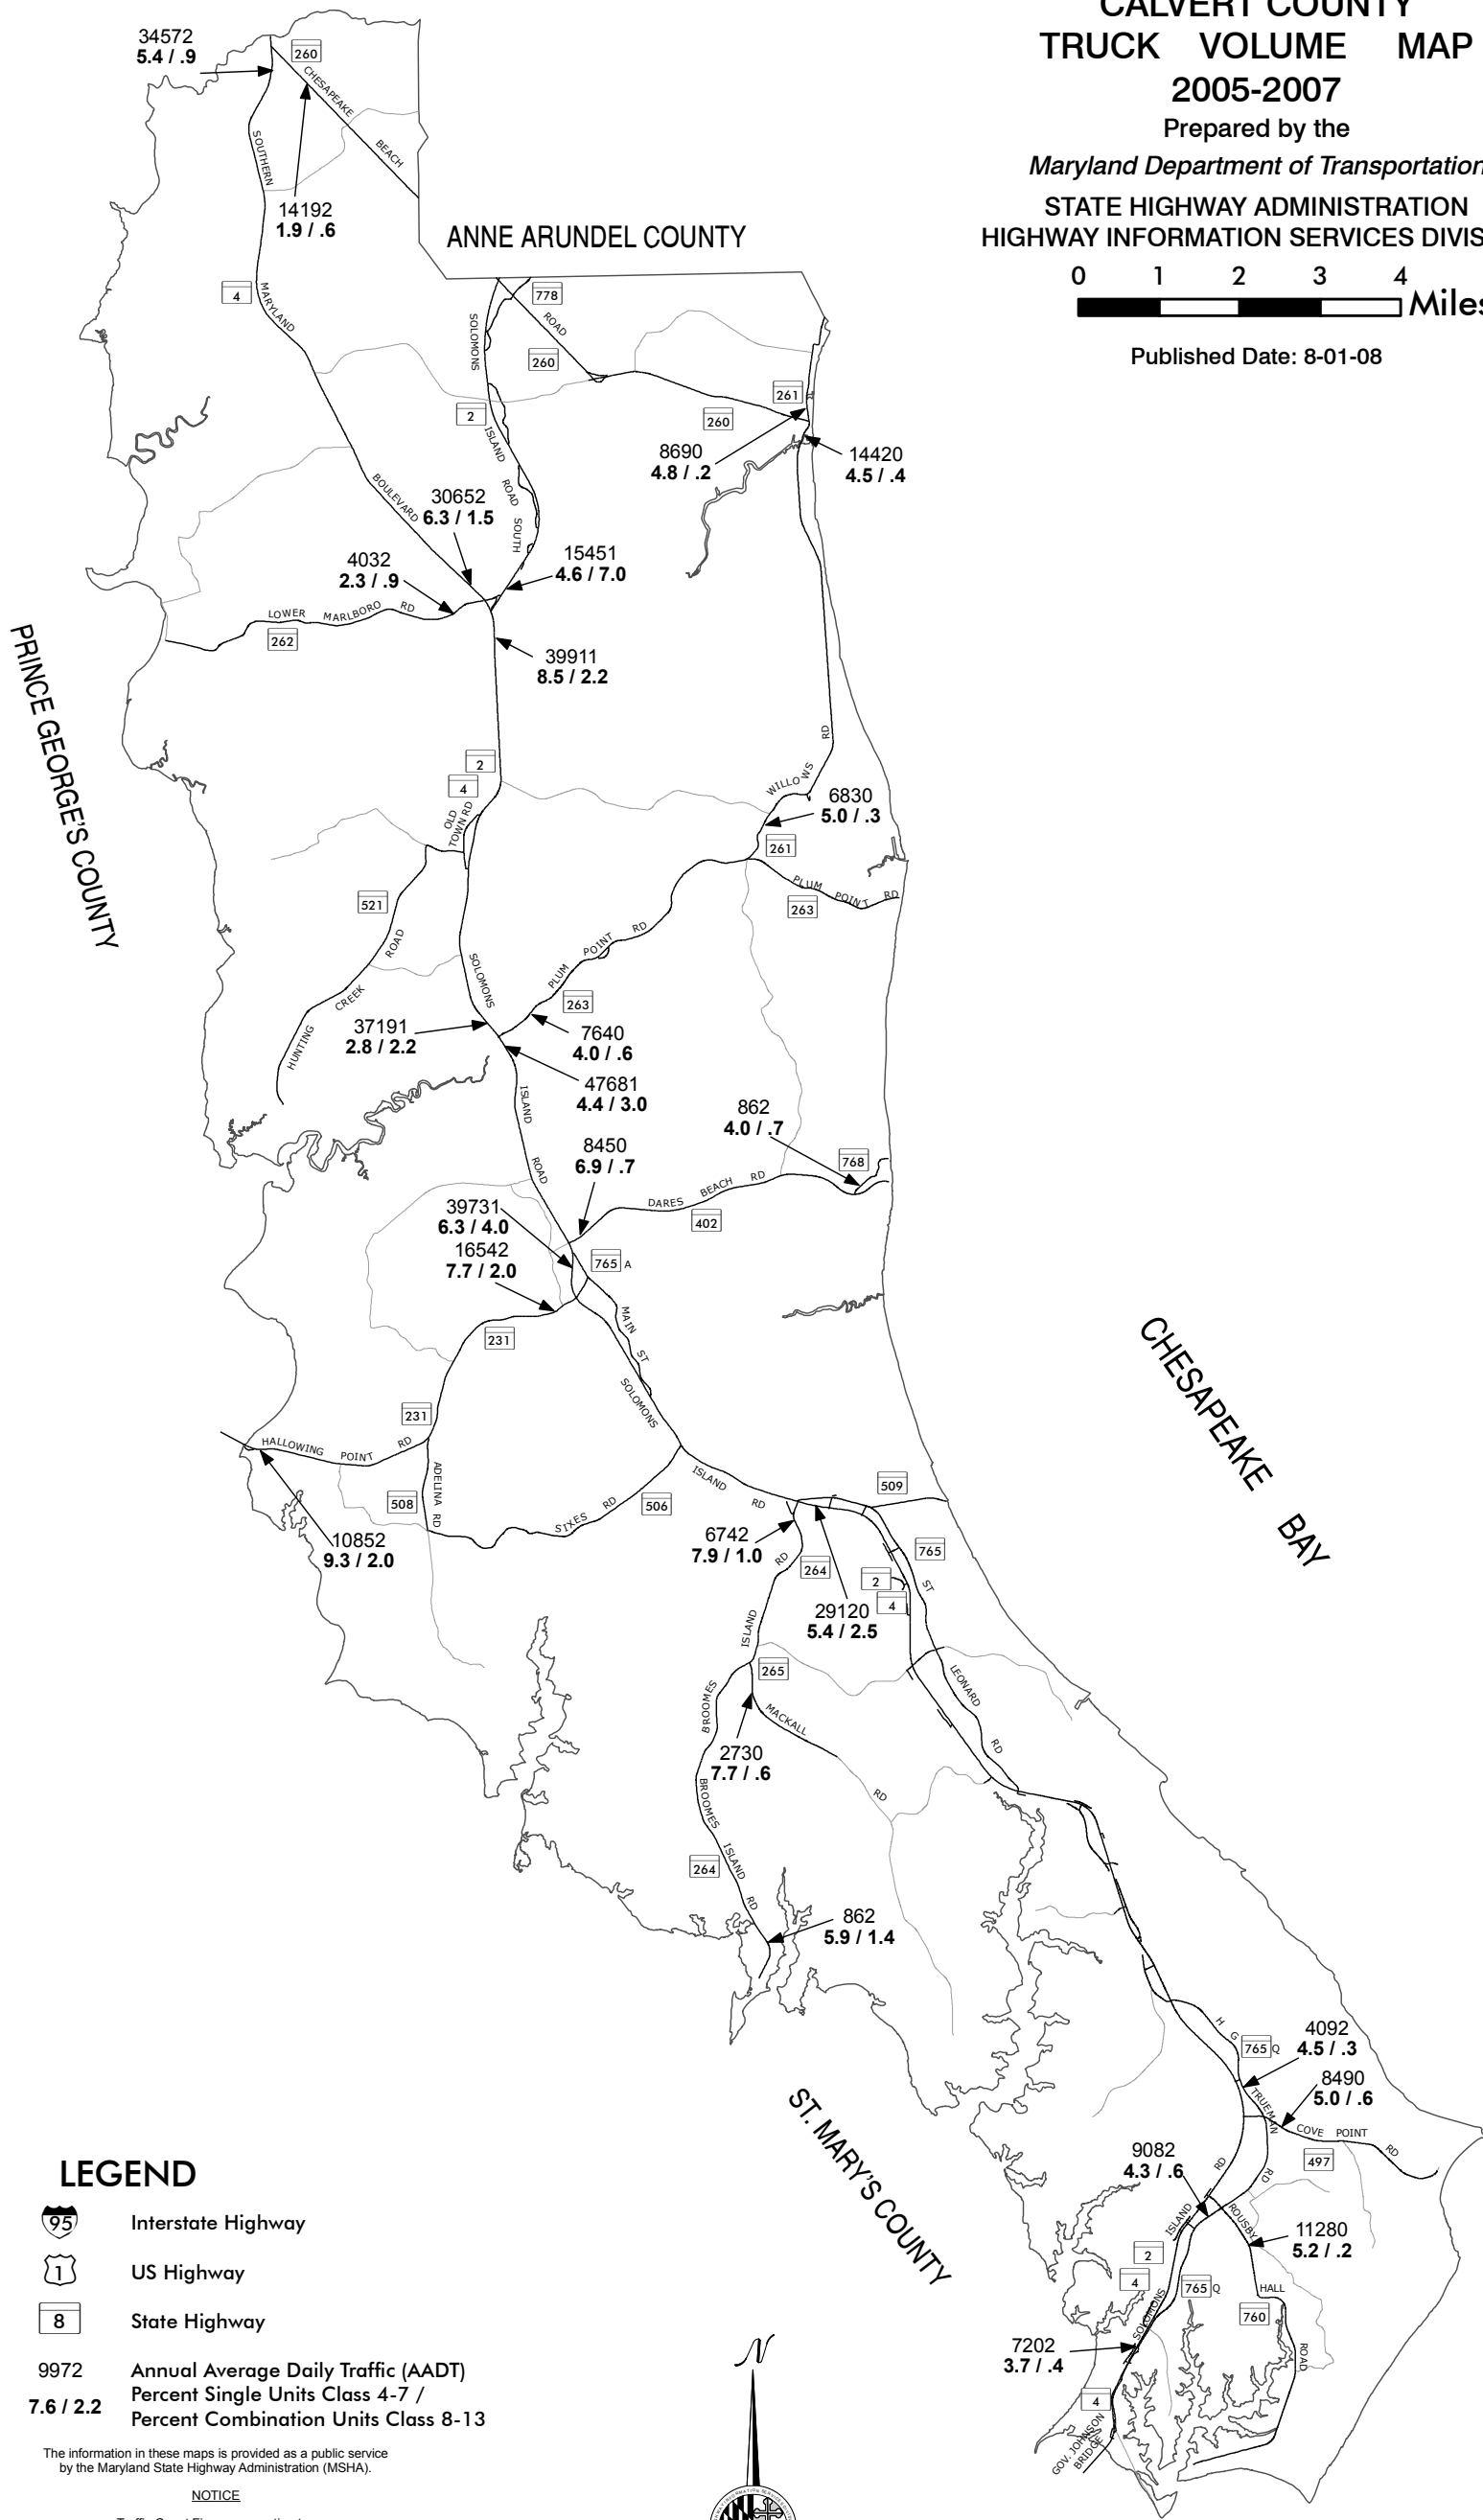 CALVERT COUNTY
TRUCK VOLUME MAP
2005-2007
Prepared by the
Maryland Department of Transportation
STATE HIGHWAY ADMINISTRATION
HIGHWAY INFORMATION SERVICES
0 1 2 3 4
Miles
Published Date: 8-01-08
34572
5.4 / .9
260
CHESAPEAKE
BEACH
SOUTHERN
14192
1.9 / .6
ANNE ARUNDEL COUNTY
4
MARYLAND
778
SOLOMONS
ROAD
260
261
2
260
ISLAND
8690
4.8 / .2
14420
4.5 / .4
BOULEVARD
30652
6.3 / 1.5
ROAD
SOUTH
4032
2.3 / .9
15451
4.6 / 7.0
LOWER MARLBORO RD
262
PRINCE GEORGE'S COUNTY
39911
8.5 / 2.2
RD
2
4
WILLOWS
OLD
TOWN RD
6830
5.0 / .3
261
PLUM POINT RD
263
521
ROAD
CREEK
HUNTING
SOLOMONS
PLUM POINT RD
263
37191
2.8 / 2.2
7640
4.0 / .6
47681
4.4 / 3.0
ISLAND
862
4.0 / .7
768
8450
6.9 / .7
ROAD
DARES BEACH RD
402
39731
6.3 / 4.0
16542
7.7 / 2.0
765 A
MAIN ST
231
SOLOMONS
CHESAPEAKE BAY
231
HALLOWING POINT RD
ADELINA RD
508
SIXES RD
506
ISLAND RD
509
10852
9.3 / 2.0
6742
7.9 / 1.0
RD
264
765
2
4
ST
29120
5.4 / 2.5
ISLAND
265
LEONARD
BROOMES
MACKALL
RD
2730
7.7 / .6
RD
BROOMES
ISLAND
264
RD
862
5.9 / 1.4
H G
765 Q
4092
4.5 / .3
8490
5.0 / .6
TRUEMAN
COVE POINT RD
497
ST. MARY'S COUNTY
9082
4.3 / .6
RD
RD
ISLAND
ROUSBY
11280
5.2 / .2
2
4
765 Q
HALL
760
SOLOMONS
7202
3.7 / .4
ROAD
4
GOV. JOHNSON
BRIDGE
LEGEND
95 Interstate Highway
1 US Highway
8 State Highway
9972 Annual Average Daily Traffic (AADT)
7.6 / 2.2 Percent Single Units Class 4-7 /
Percent Combination Units Class 8-13
The information in these maps is provided as a public service
by the Maryland State Highway Administration (MSHA).
NOTICE
N